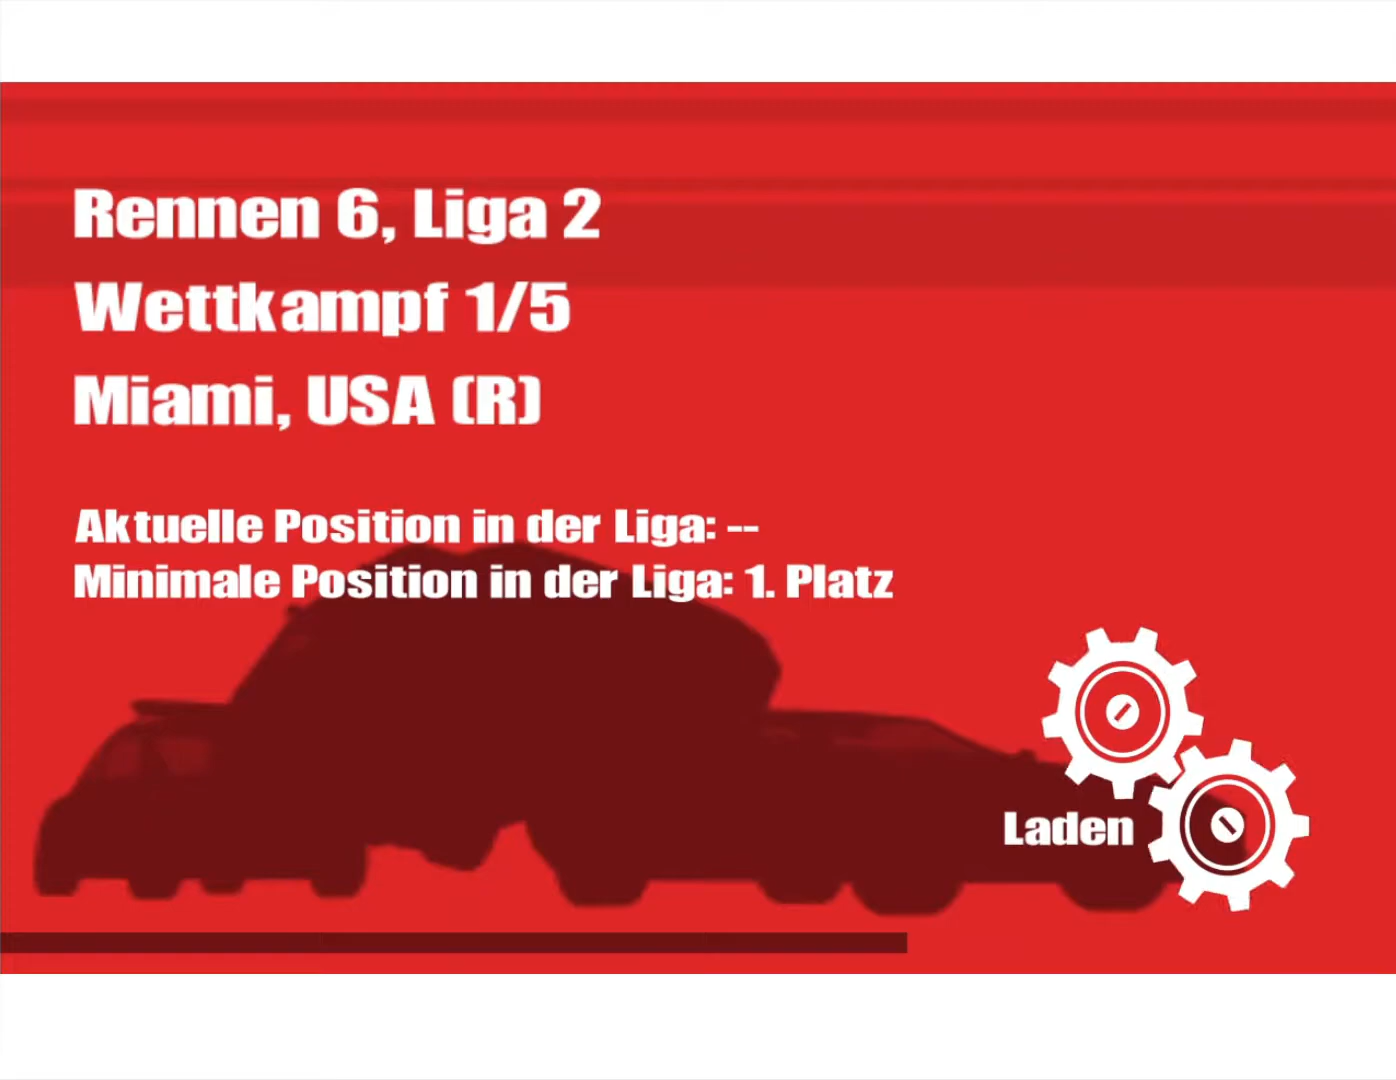 Rennen 6, Liga 2
Wettkampf 1/5
Miami, USA (R)
Aktuelle Position in der Liga: --
Minimale Position in der Liga: 1. Platz
Laden